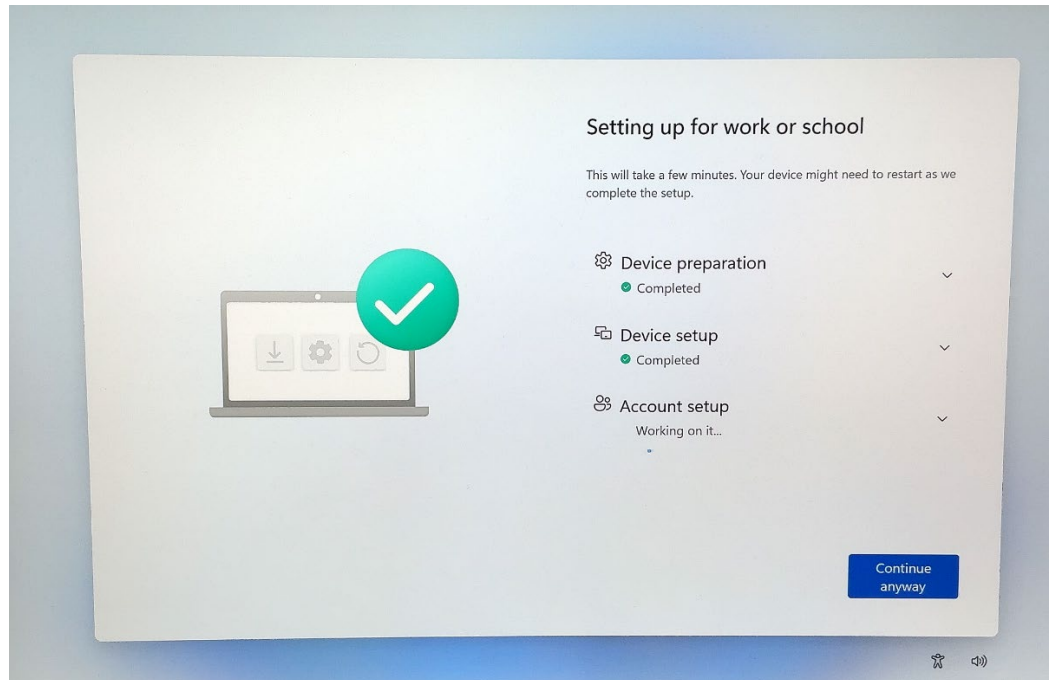 Setting up for work or school
This will take a few minutes. Your device might need to restart as we
complete the setup.
Device preparation
Completed
Device setup
Completed
Account setup
Working on it...
Continue
anyway